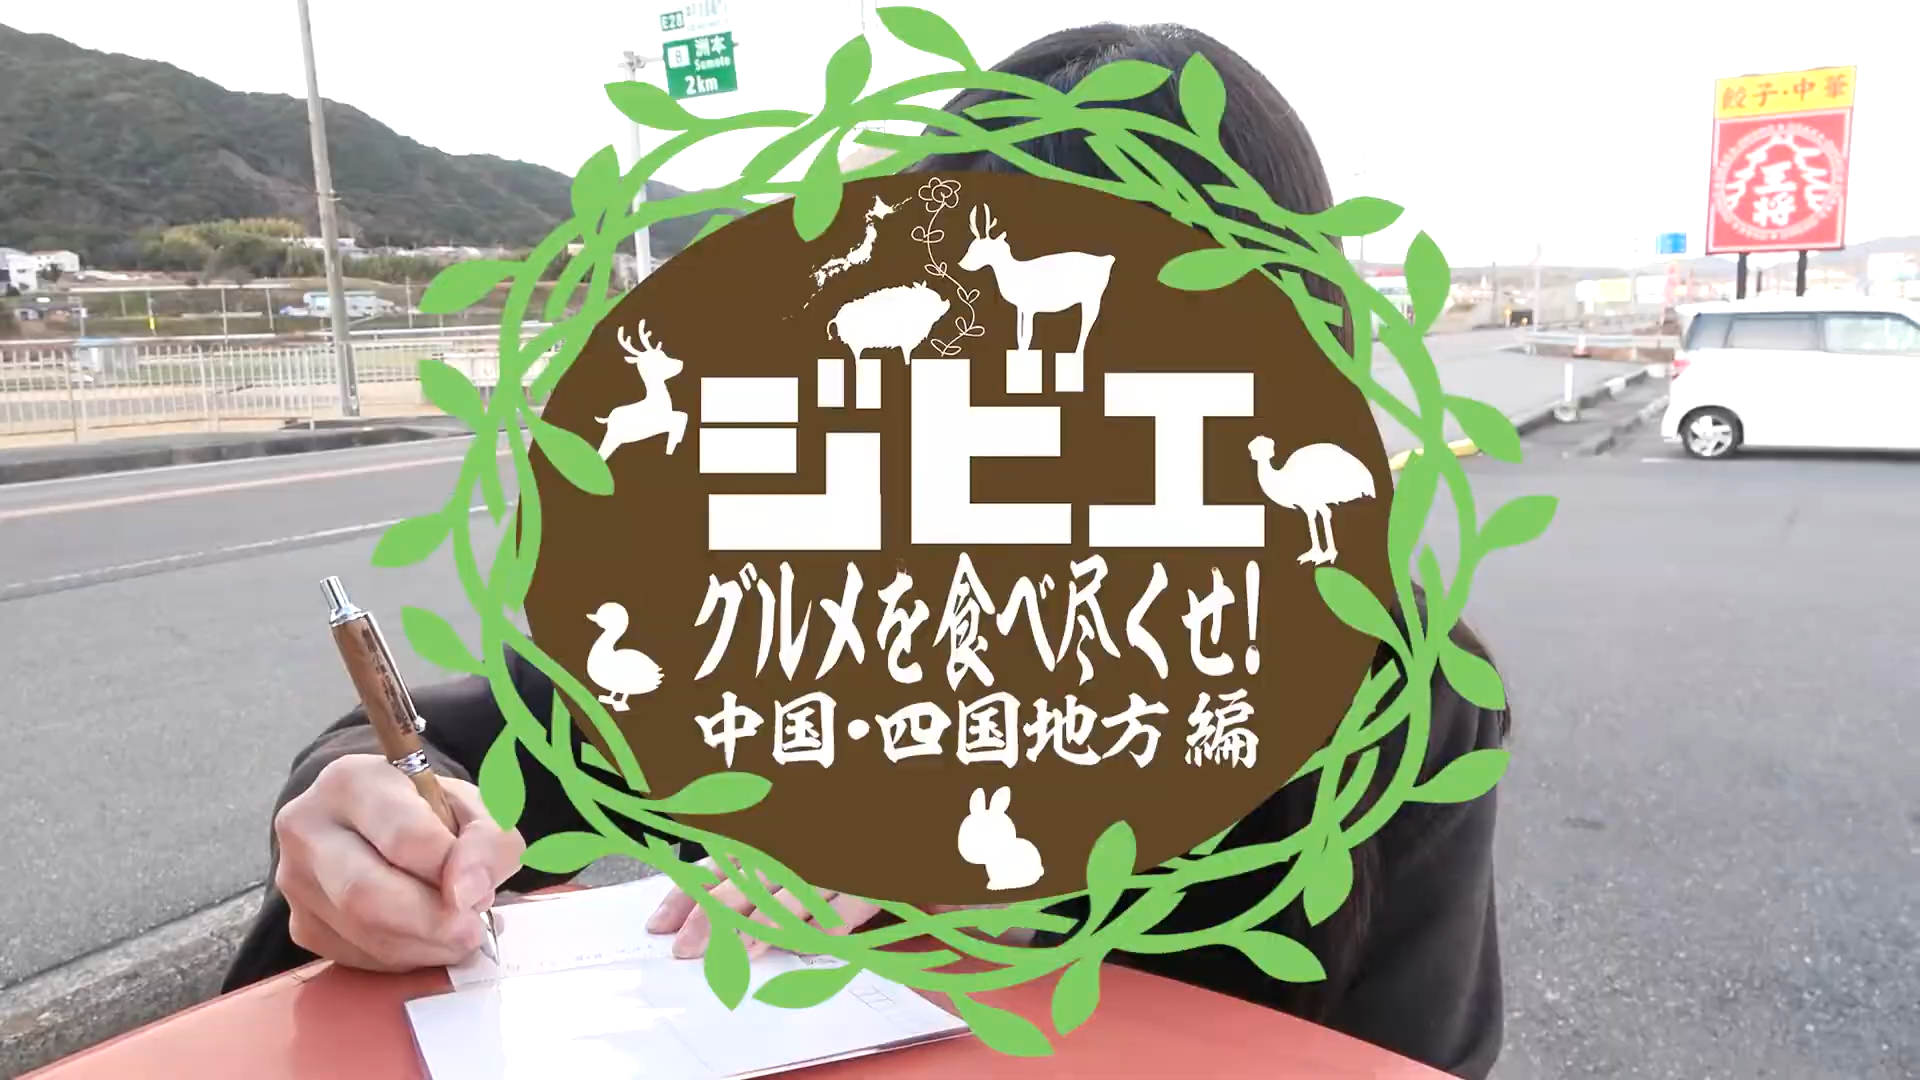 E28
8 洲本
Sumoto
2km
餃子・中華
王将
ジビエ
グルメを食べ尽くせ!
中国・四国地方 編